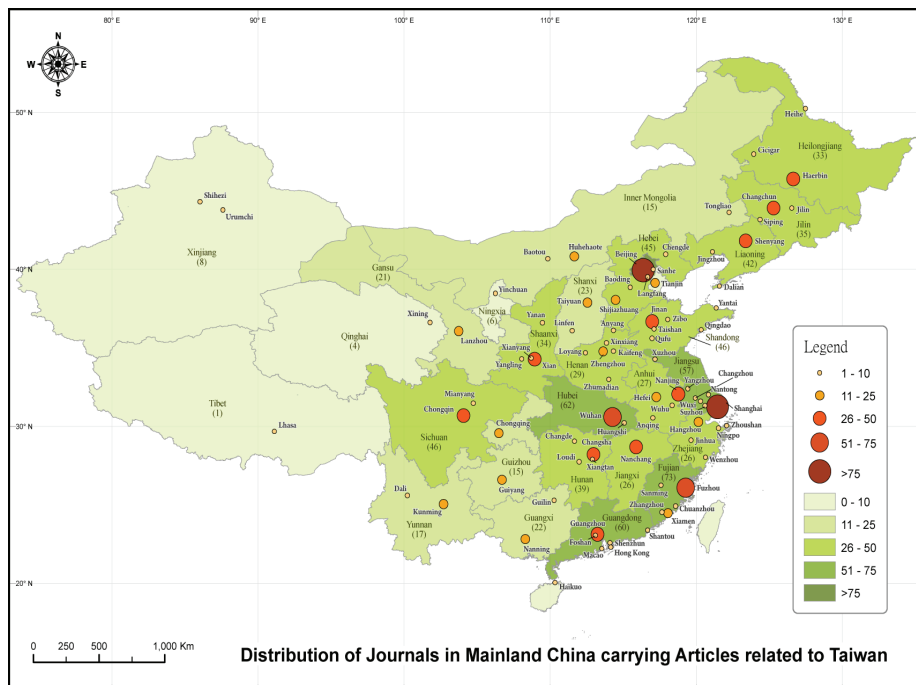 80° E
90° E
100° E
110° E
120° E
130° E
N
W
E
S
50° N
40° N
30° N
20° N
Heihe
Cicigar
Heilongjiang
(33)
Haerbin
Shihezi
Urumchi
Inner Mongolia
(15)
Tongliao
Changchun
Jilin
Siping
Jilin
(35)
Xinjiang
(8)
Gansu
(21)
Baotou
Huhehaote
Hebei
(45)
Beijing
Chengde
Shenyang
Liaoning
(42)
Jingzhou
Sanhe
Tianjin
Langfang
Baoding
Dalian
Shanxi
(23)
Taiyuan
Shijiazhuang
Yinchuan
Ningxia
(6)
Yanan
Linfen
Anyang
Jinan
Zibo
Yantai
Qingdao
Taishan
Shandong
(46)
Qufu
Qinghai
(4)
Xining
Lanzhou
Shaanxi
(34)
Xianyang
Yangling
Xian
Loyang
Xinxiang
Kaifeng
Zhengzhou
Henan
(29)
Zhumadian
Xuzhou
Jiangsu
(57)
Changzhou
Anhui
(27)
Nanjing
Yangzhou
Nantong
Hefei
Wuhu
Wuxi
Suzhou
Shanghai
Tibet
(1)
Lhasa
Mianyang
Chongqin
Sichuan
(46)
Chongqing
Hubei
(62)
Wuhan
Huangshi
Anqing
Hangzhou
Zhoushan
Ningpo
Jinhua
Zhejiang
(26)
Wenzhou
Changde
Changsha
Loudi
Xiangtan
Nanchang
Hunan
(39)
Jiangxi
(26)
Fujian
(73)
Sanming
Fuzhou
Zhangzhou
Chuanzhou
Xiamen
Guizhou
(15)
Guiyang
Guilin
Dali
Kunming
Yunnan
(17)
Guangxi
(22)
Nanning
Guangdong
(60)
Guangzhou
Foshan
Shantou
Shenzhun
Macao
Hong Kong
Haikuo
Legend
1 - 10
11 - 25
26 - 50
51 - 75
>75
0 - 10
11 - 25
26 - 50
51 - 75
>75
0 250 500 1,000 Km
Distribution of Journals in Mainland China carrying Articles related to Taiwan